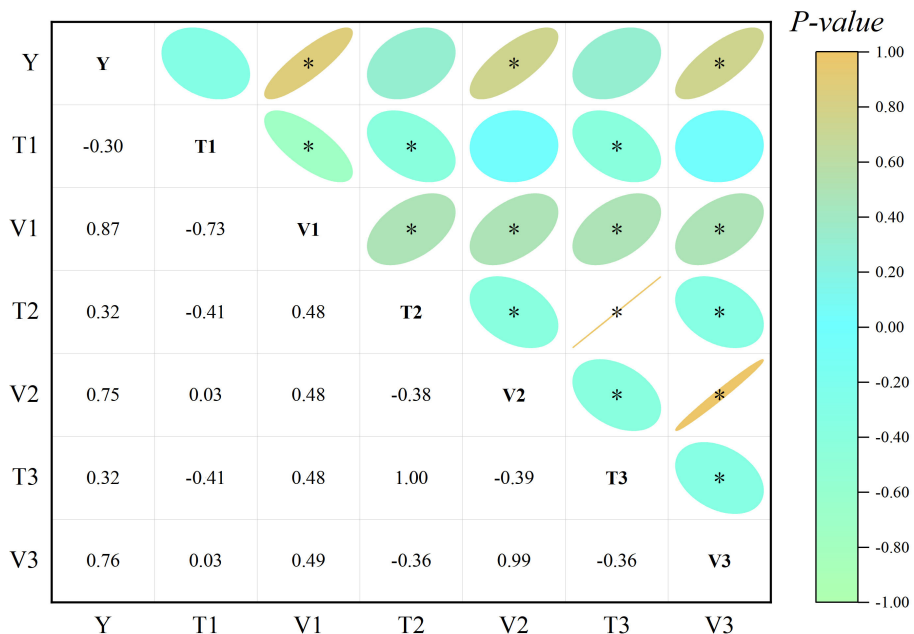 P-value
Y Y * * *
T1 -0.30 T1 * * *
V1 0.87 -0.73 V1 * * * *
T2 0.32 -0.41 0.48 T2 * * *
V2 0.75 0.03 0.48 -0.38 V2 * *
T3 0.32 -0.41 0.48 1.00 -0.39 T3 *
V3 0.76 0.03 0.49 -0.36 0.99 -0.36 V3
Y T1 V1 T2 V2 T3 V3
1.00
0.80
0.60
0.40
0.20
0.00
-0.20
-0.40
-0.60
-0.80
-1.00